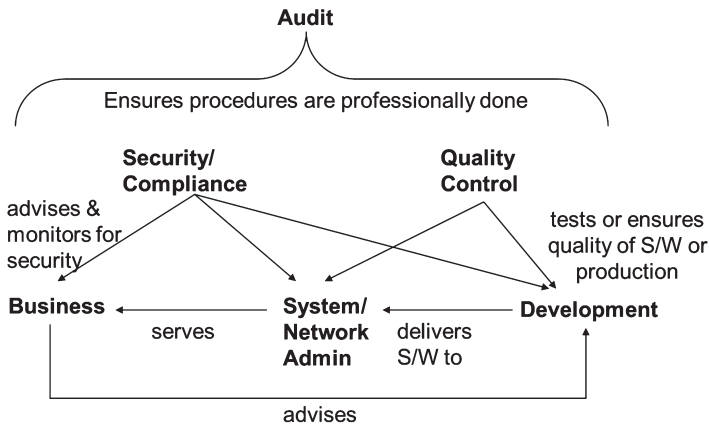 Audit
Ensures procedures are professionally done
Security/
Compliance
Quality
Control
advises &
monitors for
security
tests or ensures
quality of S/W or
production
Business
serves
System/
Network
Admin
delivers
S/W to
Development
advises